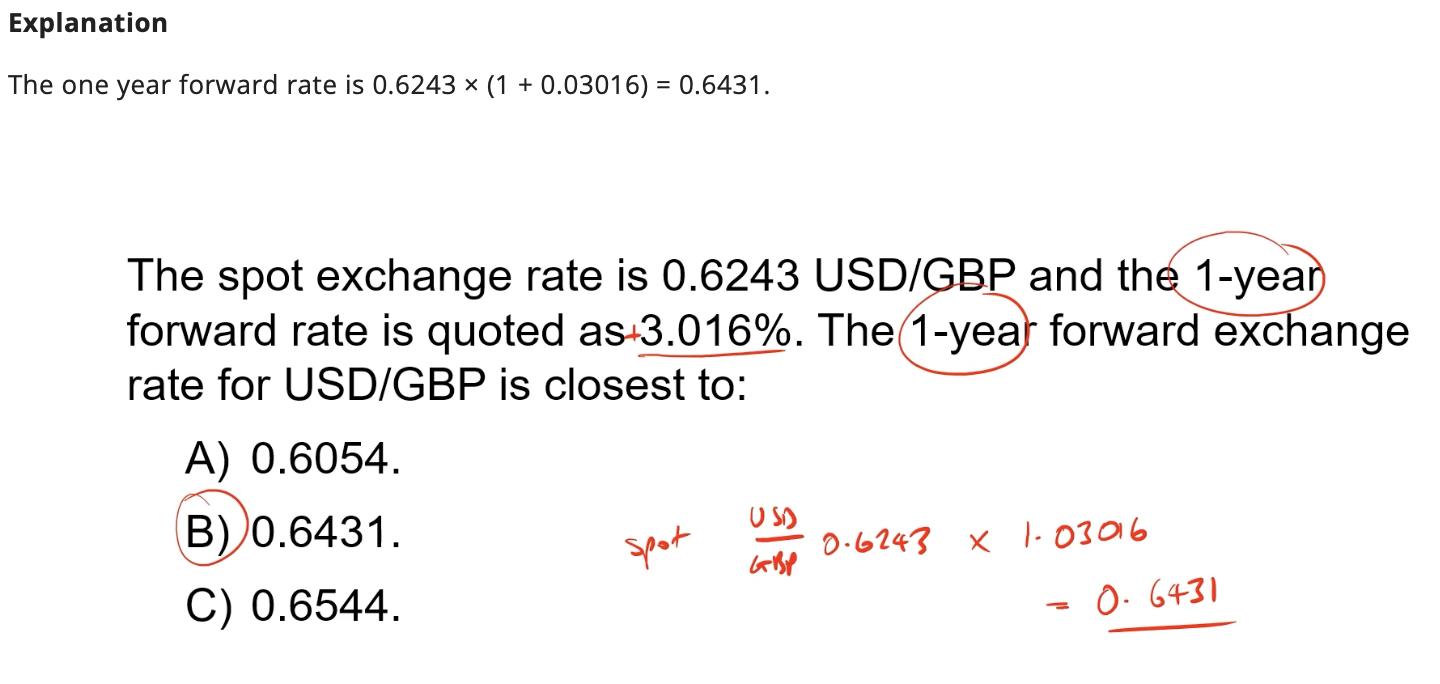 Explanation
The one year forward rate is 0.6243 × (1 + 0.03016) = 0.6431.
The spot exchange rate is 0.6243 USD/GBP and the 1-year
forward rate is quoted as +3.016%. The 1-year forward exchange
rate for USD/GBP is closest to:
A) 0.6054.
B) 0.6431.
C) 0.6544.
spot USD/GBP 0.6243 × 1.03016
= 0.6431